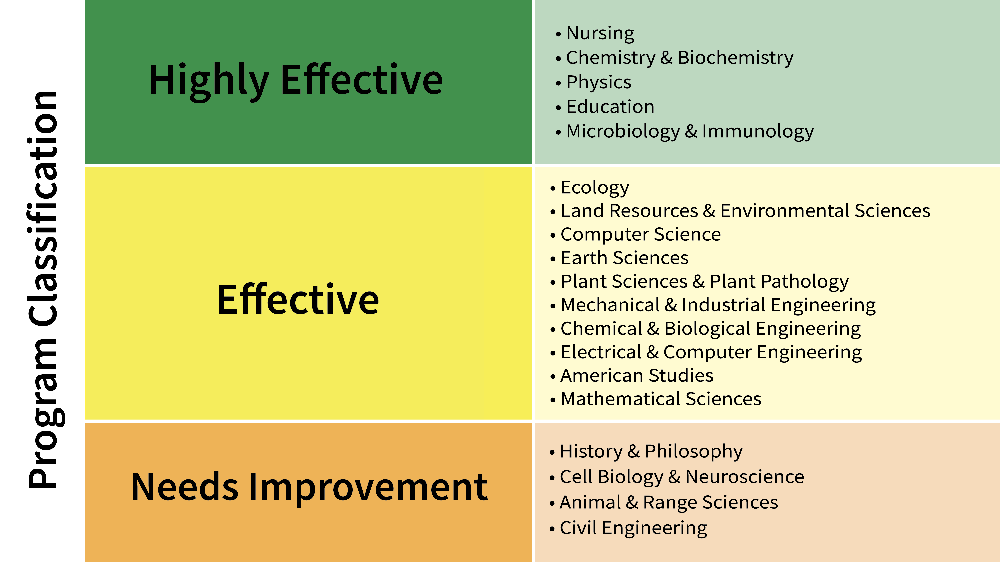 Program Classification
Highly Effective
• Nursing
• Chemistry & Biochemistry
• Physics
• Education
• Microbiology & Immunology
Effective
• Ecology
• Land Resources & Environmental Sciences
• Computer Science
• Earth Sciences
• Plant Sciences & Plant Pathology
• Mechanical & Industrial Engineering
• Chemical & Biological Engineering
• Electrical & Computer Engineering
• American Studies
• Mathematical Sciences
Needs Improvement
• History & Philosophy
• Cell Biology & Neuroscience
• Animal & Range Sciences
• Civil Engineering